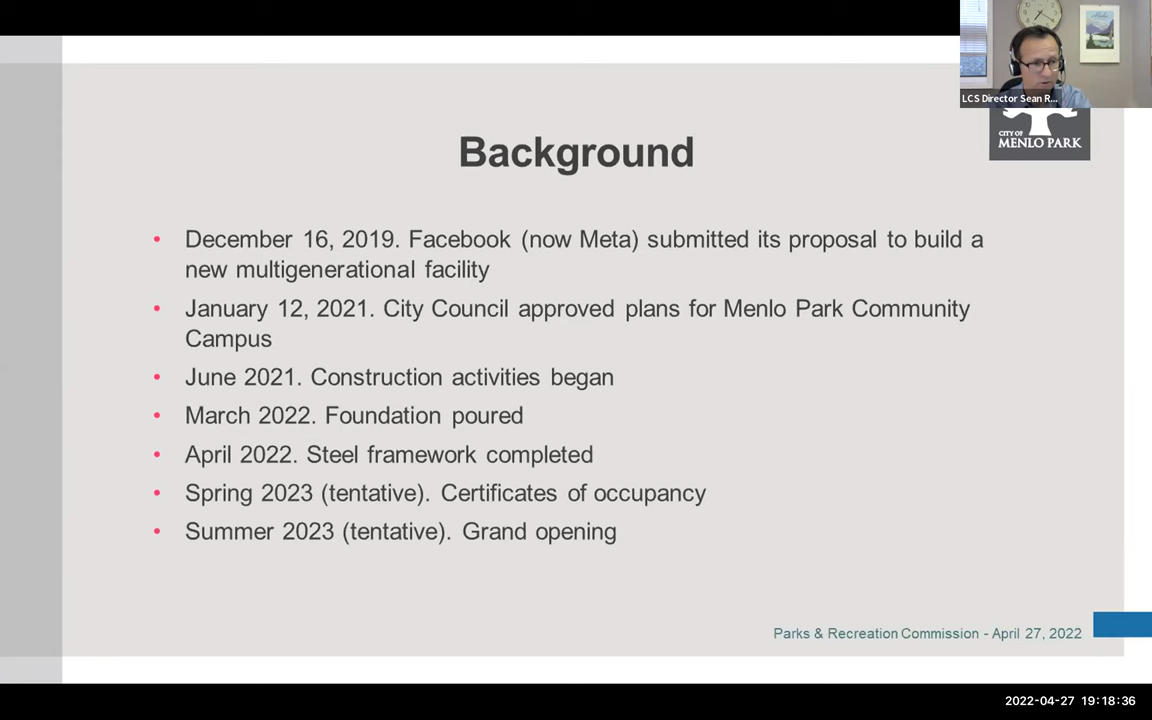 LCS Director Sean R...
CITY OF
MENLO PARK
Background
• December 16, 2019. Facebook (now Meta) submitted its proposal to build a
new multigenerational facility
• January 12, 2021. City Council approved plans for Menlo Park Community
Campus
• June 2021. Construction activities began
• March 2022. Foundation poured
• April 2022. Steel framework completed
• Spring 2023 (tentative). Certificates of occupancy
• Summer 2023 (tentative). Grand opening
Parks & Recreation Commission - April 27, 2022
2022-04-27 19:18:36